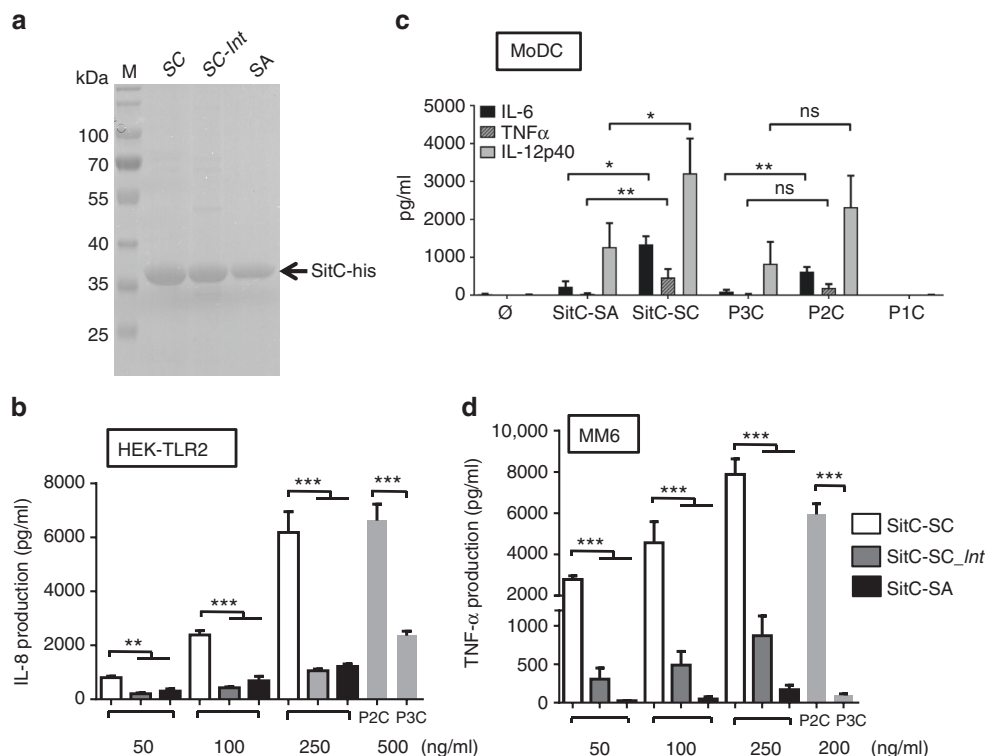 a
kDa M SC SC-Int SA
100
70
55
40
35
25
SitC-his
c
MoDC
5000
4000
3000
2000
1000
0
pg/ml
IL-6
TNFα
IL-12p40
* ns
* **
** ns
Ø SitC-SA SitC-SC P3C P2C P1C
b
HEK-TLR2
IL-8 production (pg/ml)
8000
6000
4000
2000
0
** *** *** ***
P2C P3C
50 100 250 500 (ng/ml)
d
MM6
TNF-α production (pg/ml)
10,000
8000
6000
4000
2000
1000
500
0
*** *** *** ***
SitC-SC
SitC-SC_Int
SitC-SA
P2C P3C
50 100 250 200 (ng/ml)